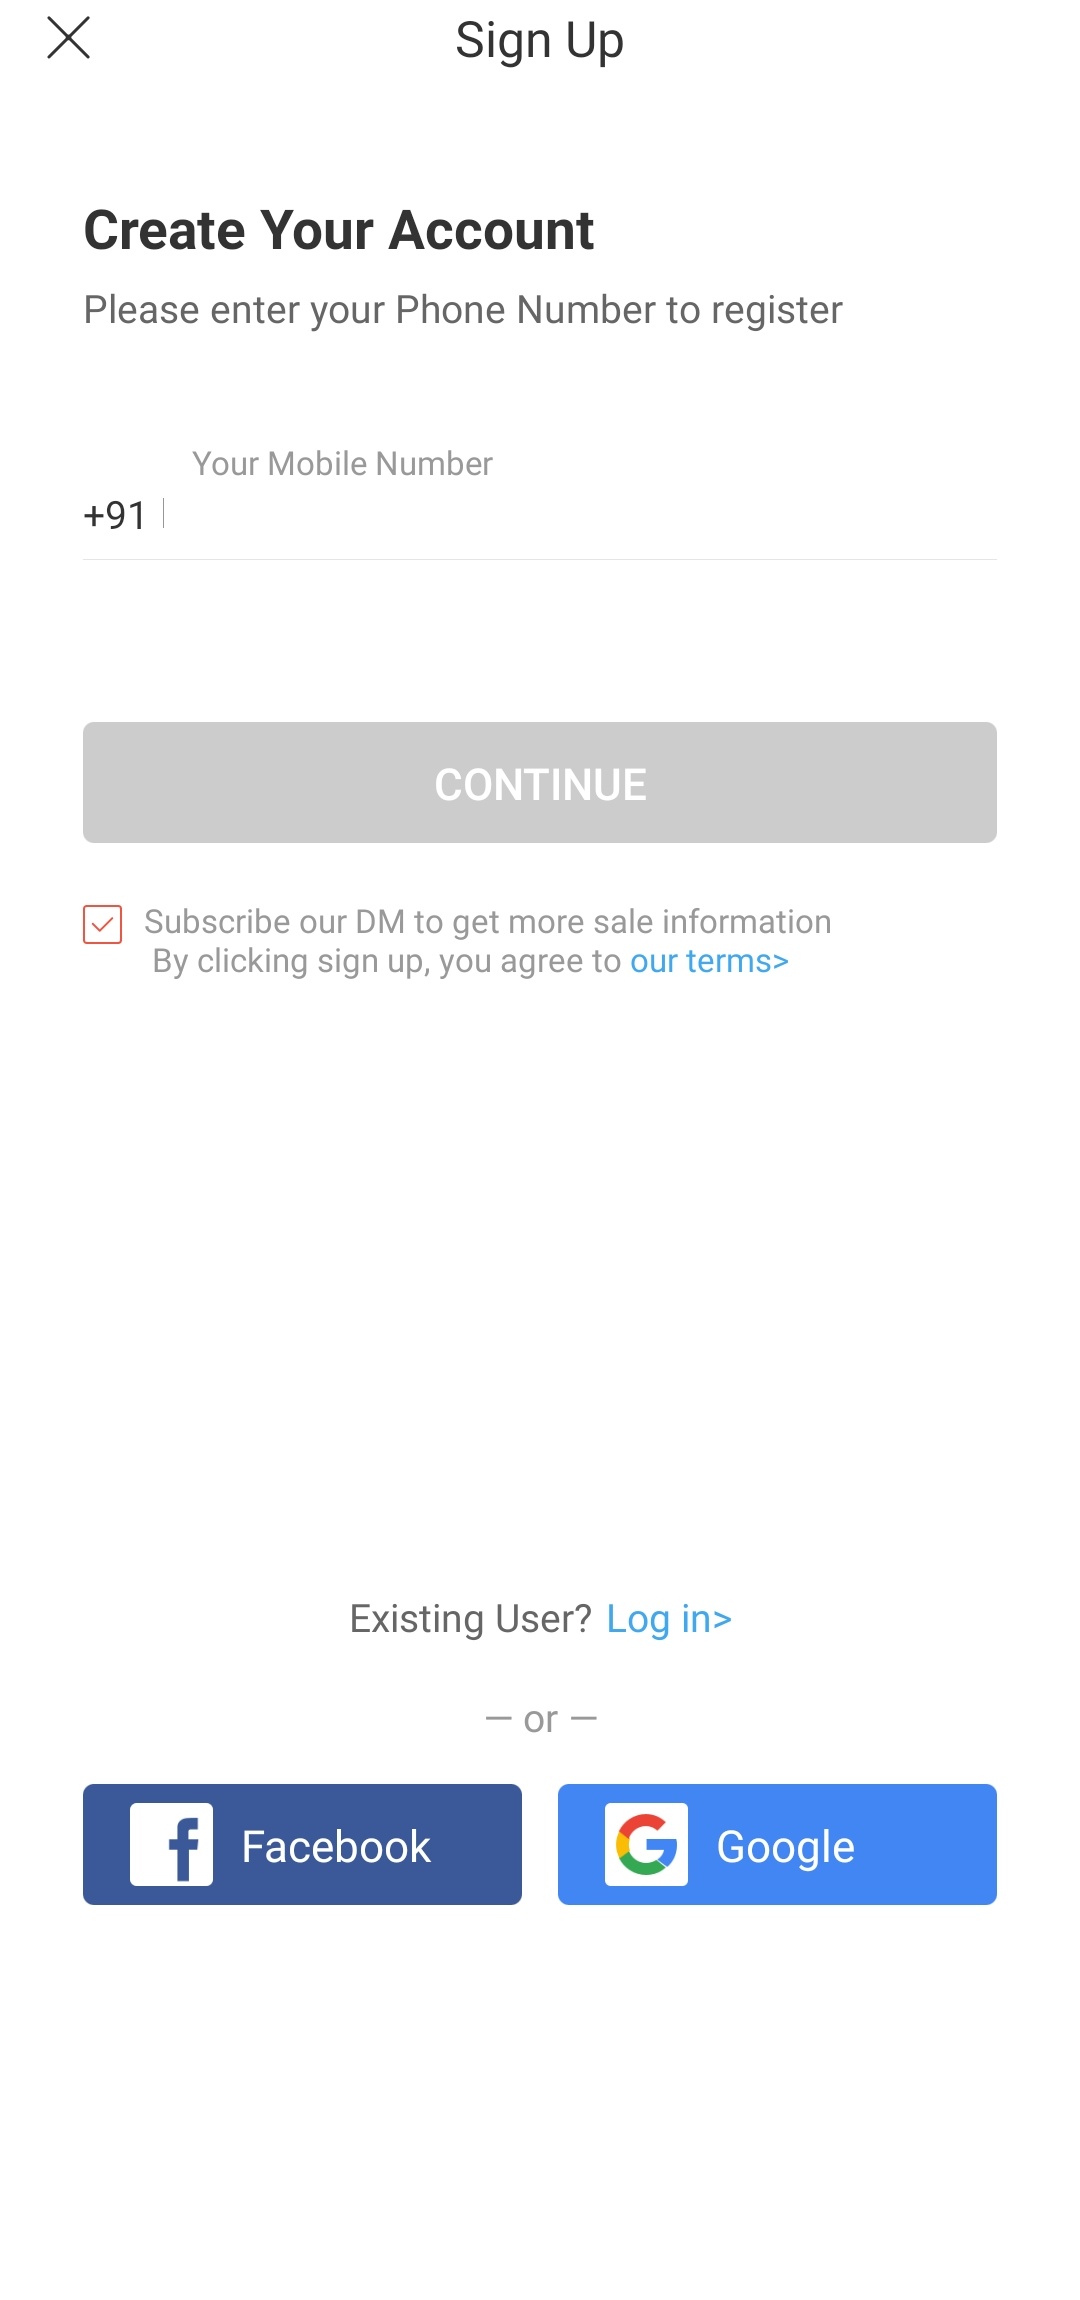 Sign Up
Create Your Account
Please enter your Phone Number to register
Your Mobile Number
+91
CONTINUE
Subscribe our DM to get more sale information
By clicking sign up, you agree to our terms>
Existing User? Log in>
— or —
Facebook
Google